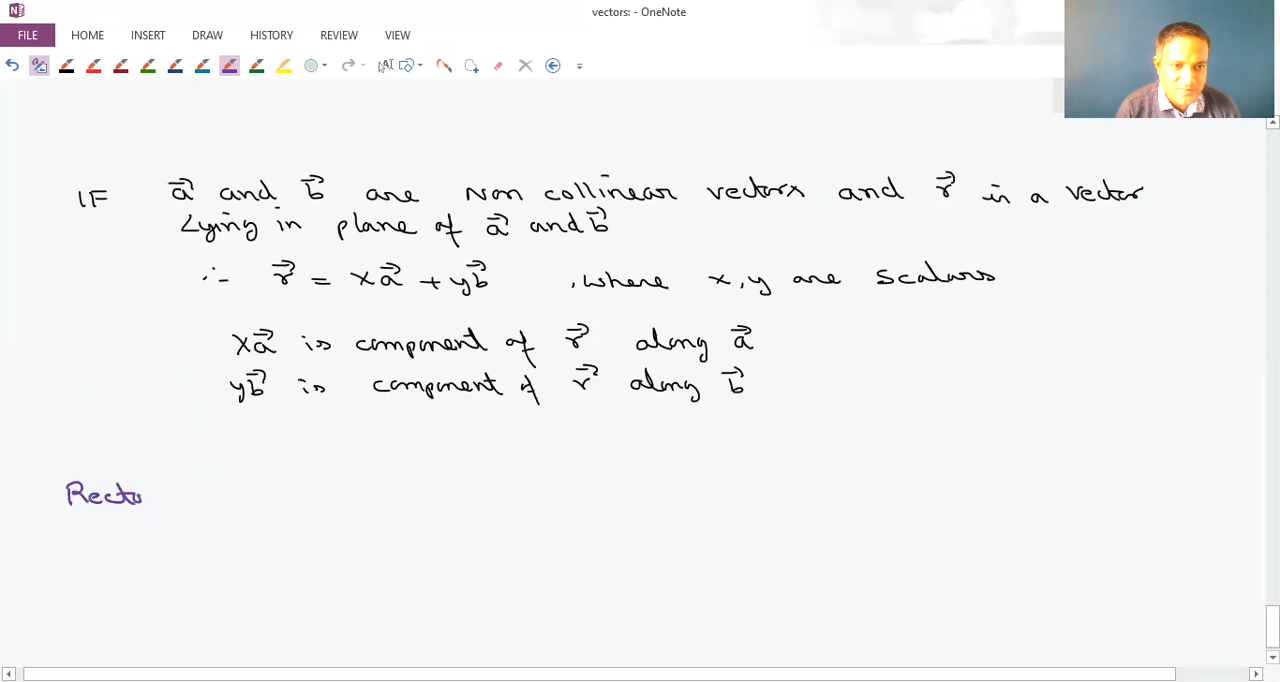 vectors: - OneNote
FILE HOME INSERT DRAW HISTORY REVIEW VIEW
IF a⃗ and b⃗ are Non collinear vectors and r⃗ is a vector
Lying in plane of a⃗ and b⃗
∴ r⃗ = xa⃗ + yb⃗ , where x, y are scalars
xa⃗ is component of r⃗ along a⃗
yb⃗ is component of r⃗ along b⃗
Recta